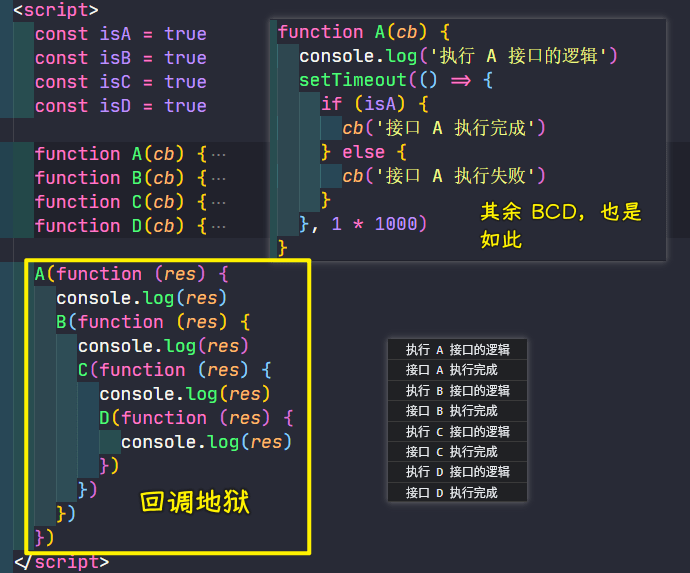 <script>
const isA = true
const isB = true
const isC = true
const isD = true
function A(cb) {···
function B(cb) {···
function C(cb) {···
function D(cb) {···
function A(cb) {
console.log('执行 A 接口的逻辑')
setTimeout(() => {
if (isA) {
cb('接口 A 执行完成')
} else {
cb('接口 A 执行失败')
}
}, 1 * 1000)
}
其余 BCD，也是
如此
A(function (res) {
console.log(res)
B(function (res) {
console.log(res)
C(function (res) {
console.log(res)
D(function (res) {
console.log(res)
})
})
})
})
回调地狱
</script>
执行 A 接口的逻辑
接口 A 执行完成
执行 B 接口的逻辑
接口 B 执行完成
执行 C 接口的逻辑
接口 C 执行完成
执行 D 接口的逻辑
接口 D 执行完成